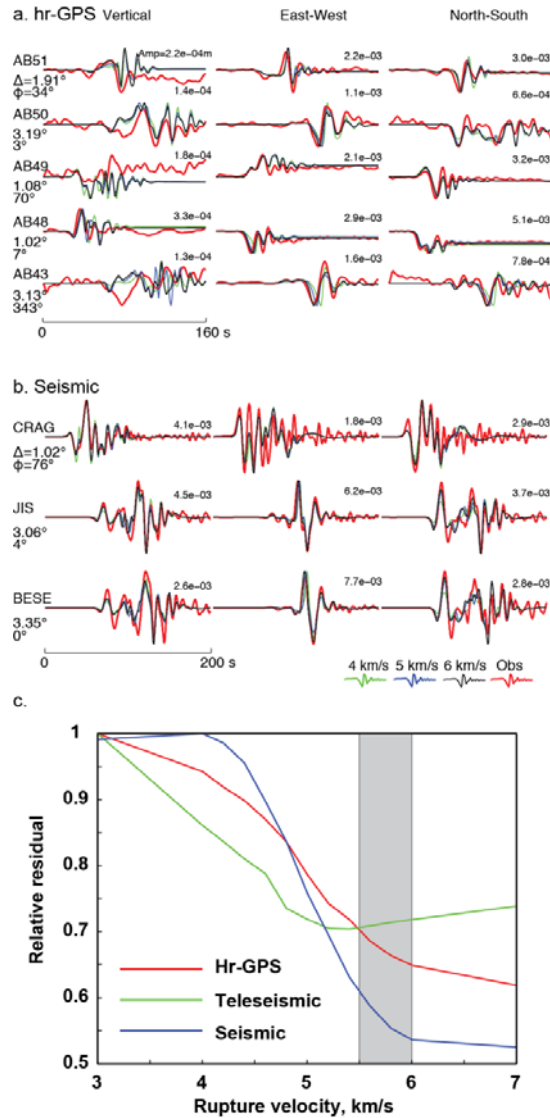 a. hr-GPS Vertical East-West North-South
AB51 Amp=2.2e-04m 2.2e-03 3.0e-03
Δ=1.91°
ϕ=34° 1.4e-04 1.1e-03 6.6e-04
AB50
3.19°
3°
AB49 1.8e-04 2.1e-03 3.2e-03
1.08°
70°
AB48 3.3e-04 2.9e-03 5.1e-03
1.02°
7°
AB43 1.3e-04 1.6e-03 7.8e-04
3.13°
343°
0 160 s
b. Seismic
CRAG 4.1e-03 1.8e-03 2.9e-03
Δ=1.02°
ϕ=76°
JIS 4.5e-03 6.2e-03 3.7e-03
3.06°
4°
BESE 2.6e-03 7.7e-03 2.8e-03
3.35°
0°
0 200 s
4 km/s 5 km/s 6 km/s Obs
c.
1
0.9
0.8
0.7
0.6
0.5
Relative residual
Hr-GPS
Teleseismic
Seismic
3 4 5 6 7
Rupture velocity, km/s